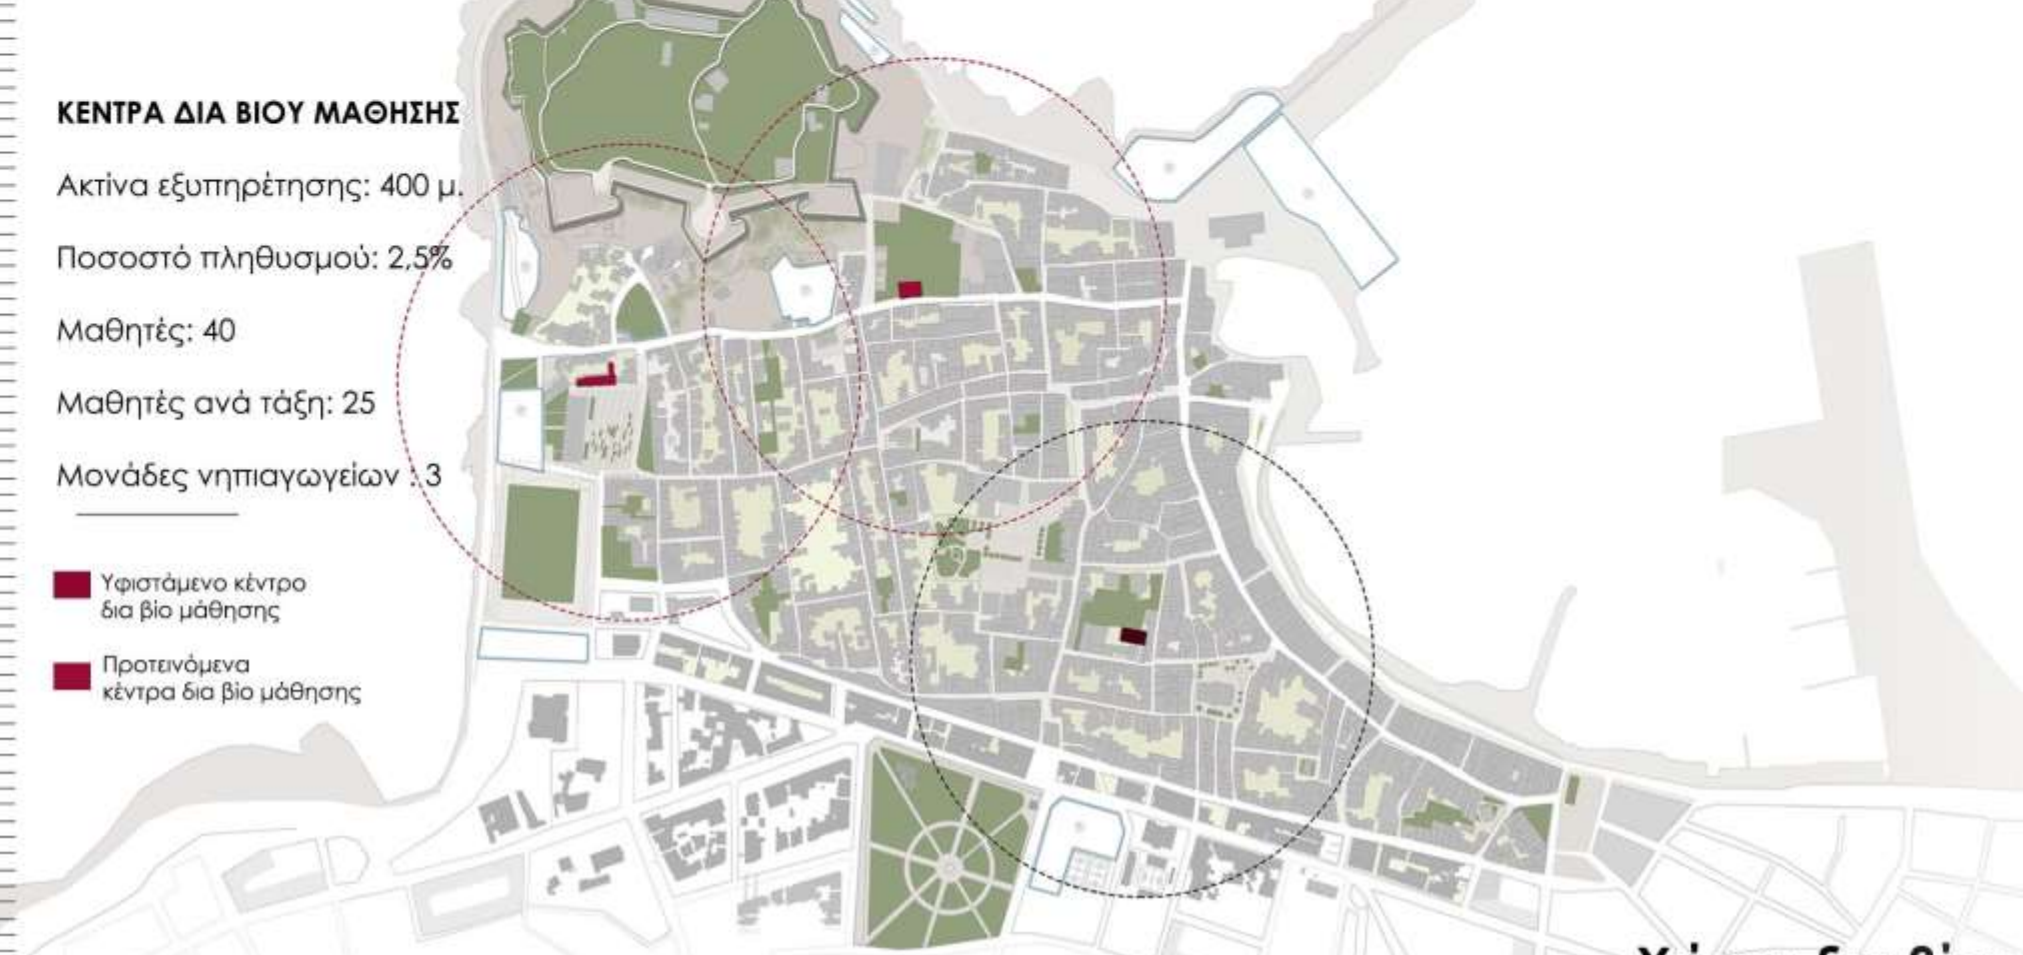 ΚΕΝΤΡΑ ΔΙΑ ΒΙΟΥ ΜΑΘΗΣΗΣ
Ακτίνα εξυπηρέτησης: 400 μ.
Ποσοστό πληθυσμού: 2,5%
Μαθητές: 40
Μαθητές ανά τάξη: 25
Μονάδες νηπιαγωγείων : 3
Υφιστάμενο κέντρο
δια βίο μάθησης
Προτεινόμενα
κέντρα δια βίο μάθησης